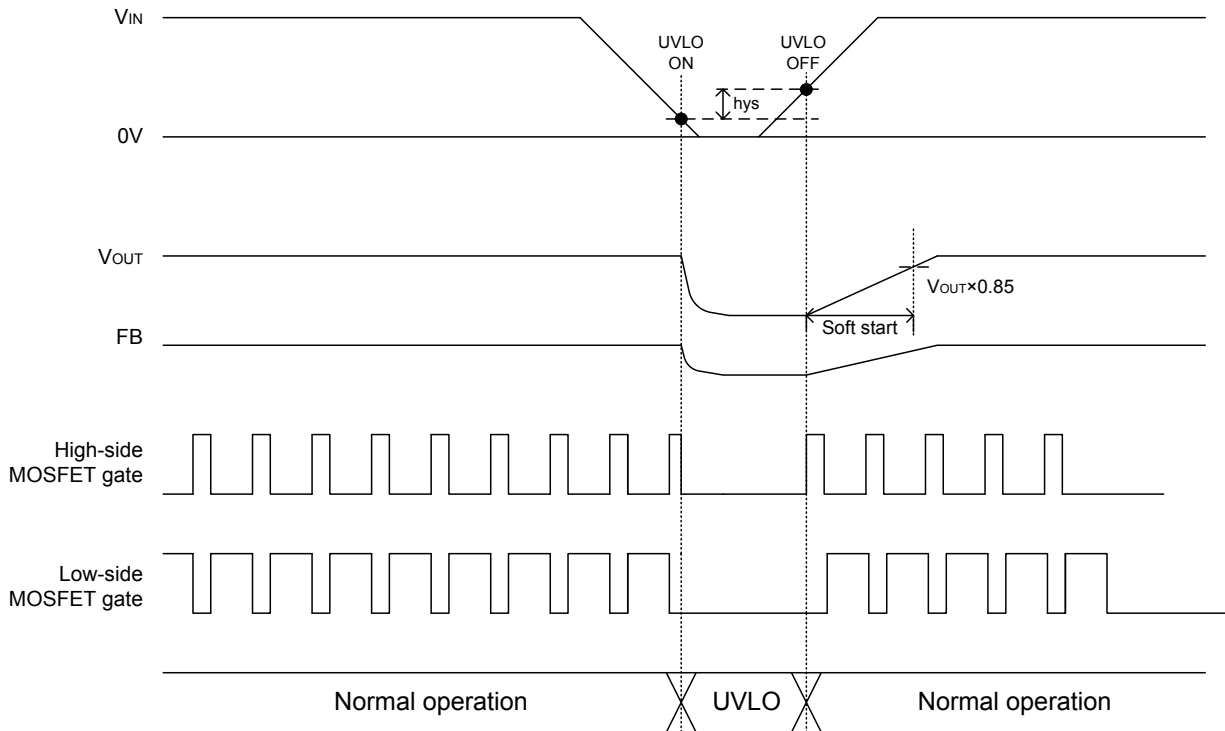 VIN
UVLO
ON
UVLO
OFF
hys
0V
VOUT
VOUT×0.85
Soft start
FB
High-side
MOSFET gate
Low-side
MOSFET gate
Normal operation
UVLO
Normal operation